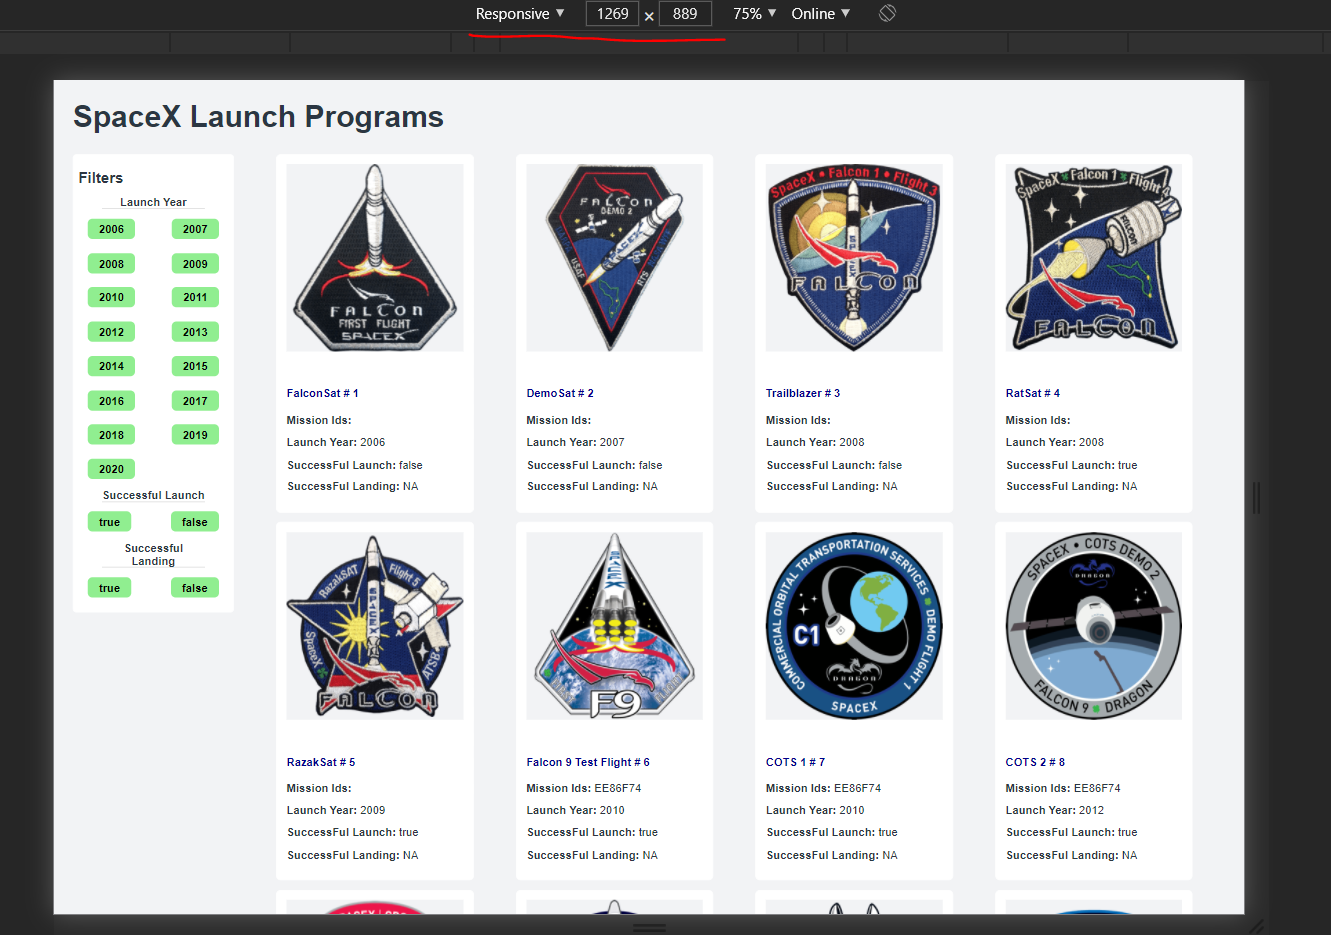 Responsive ▼ 1269 × 889 75% ▼ Online ▼
SpaceX Launch Programs
Filters
Launch Year
2006 2007
2008 2009
2010 2011
2012 2013
2014 2015
2016 2017
2018 2019
2020
Successful Launch
true false
Successful
Landing
true false
FALCON
FIRST FLIGHT
SPACEX
FalconSat # 1
Mission Ids:
Launch Year: 2006
SuccessFul Launch: false
SuccessFul Landing: NA
FALCON
DEMO 2
SPACEX
USAF
RTS
DemoSat # 2
Mission Ids:
Launch Year: 2007
SuccessFul Launch: false
SuccessFul Landing: NA
SpaceX • Falcon 1 • Flight 3
SPACEX
FALCON
Trailblazer # 3
Mission Ids:
Launch Year: 2008
SuccessFul Launch: false
SuccessFul Landing: NA
SpaceX Falcon 1 Flight 4
FALCON
FALCON
RatSat # 4
Mission Ids:
Launch Year: 2008
SuccessFul Launch: true
SuccessFul Landing: NA
RazakSAT Flight 5
SPACEX
SpaceX
ATSB
FALCON
RazakSat # 5
Mission Ids:
Launch Year: 2009
SuccessFul Launch: true
SuccessFul Landing: NA
SPACEX
F9
Falcon 9 Test Flight # 6
Mission Ids: EE86F74
Launch Year: 2010
SuccessFul Launch: true
SuccessFul Landing: NA
COMMERCIAL ORBITAL TRANSPORTATION SERVICES
DEMO FLIGHT 1
C1
DRAGON
SPACEX
COTS 1 # 7
Mission Ids: EE86F74
Launch Year: 2010
SuccessFul Launch: true
SuccessFul Landing: NA
SPACEX • COTS DEMO 2
DRAGON
FALCON 9 DRAGON
COTS 2 # 8
Mission Ids: EE86F74
Launch Year: 2012
SuccessFul Launch: true
SuccessFul Landing: NA